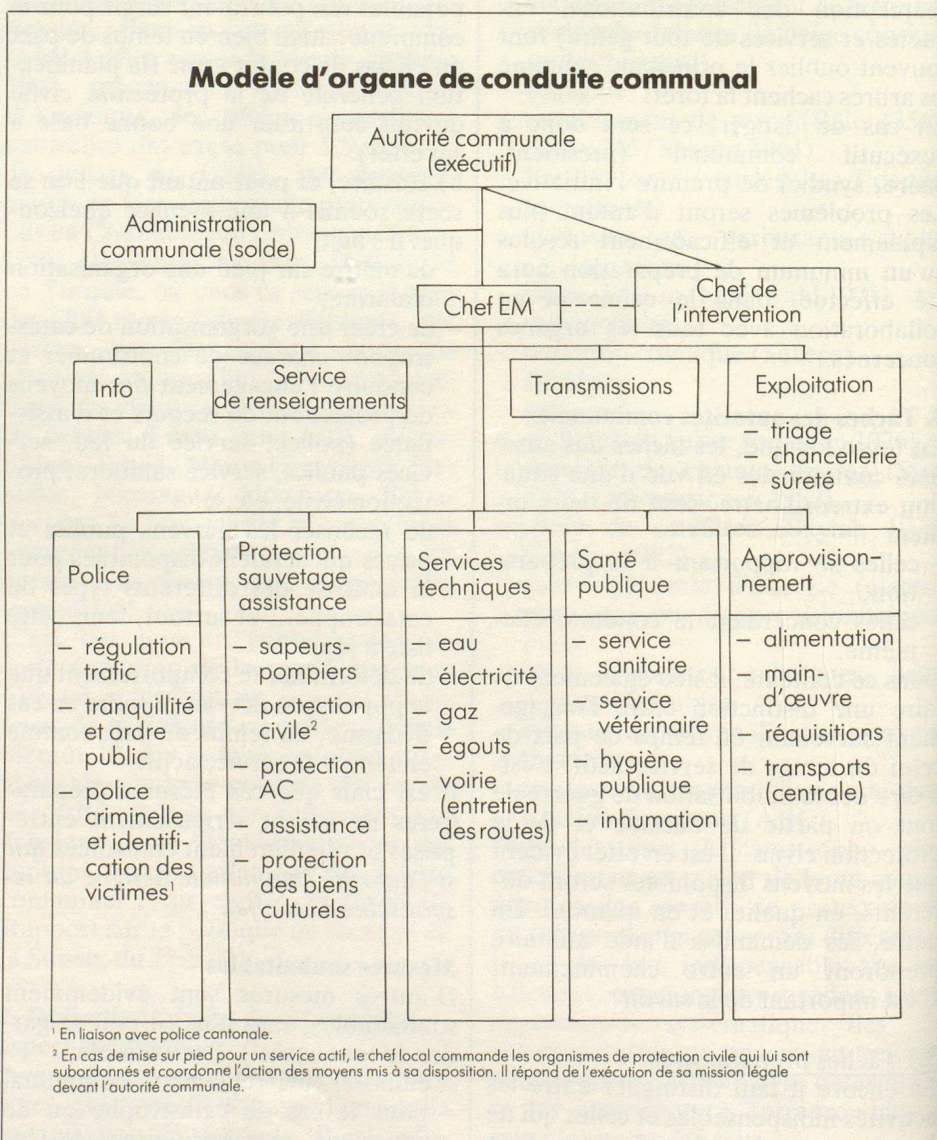 Modèle d'organe de conduite communal
Autorité communale
(exécutif)
Administration
communale (solde)
Chef EM
Chef de
l'intervention
Info
Service
de renseignements
Transmissions
Exploitation
– triage
– chancellerie
– sûreté
Police
– régulation
trafic
– tranquillité
et ordre
public
– police
criminelle
et identifi-
cation des
victimes¹
Protection
sauvetage
assistance
– sapeurs-
pompiers
– protection
civile²
– protection
AC
– assistance
– protection
des biens
culturels
Services
techniques
– eau
– électricité
– gaz
– égouts
– voirie
(entretien
des routes)
Santé
publique
– service
sanitaire
– service
vétérinaire
– hygiène
publique
– inhumation
Approvision-
nement
– alimentation
– main-
d'œuvre
– réquisitions
– transports
(centrale)
¹ En liaison avec police cantonale.
² En cas de mise sur pied pour un service actif, le chef local commande les organismes de protection civile qui lui sont
subordonnés et coordonne l'action des moyens mis à sa disposition. Il répond de l'exécution de sa mission légale
devant l'autorité communale.